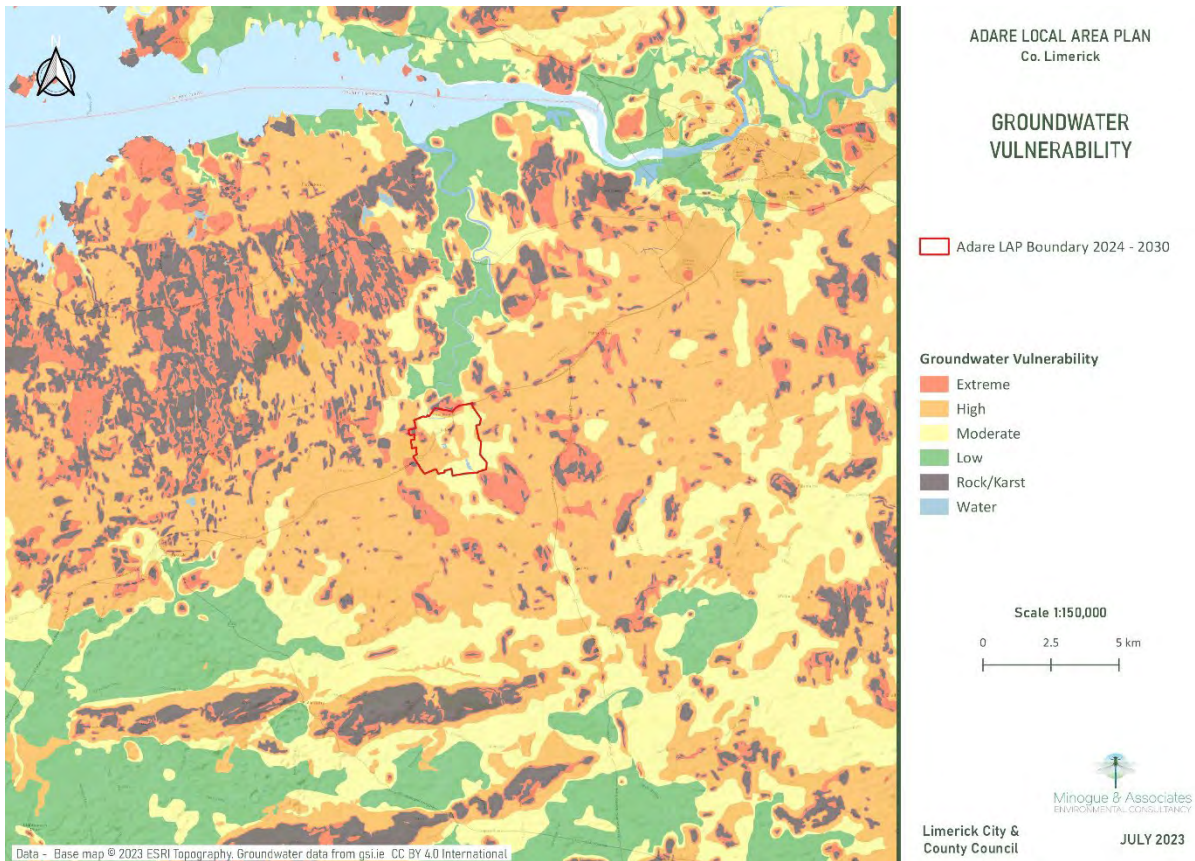 N
ADARE LOCAL AREA PLAN
Co. Limerick
GROUNDWATER
VULNERABILITY
Adare LAP Boundary 2024 - 2030
Groundwater Vulnerability
Extreme
High
Moderate
Low
Rock/Karst
Water
Scale 1:150,000
0 2.5 5 km
Minogue & Associates
ENVIRONMENTAL CONSULTANCY
Limerick City &
County Council
JULY 2023
Data - Base map © 2023 ESRI Topography. Groundwater data from gsi.ie CC BY 4.0 International